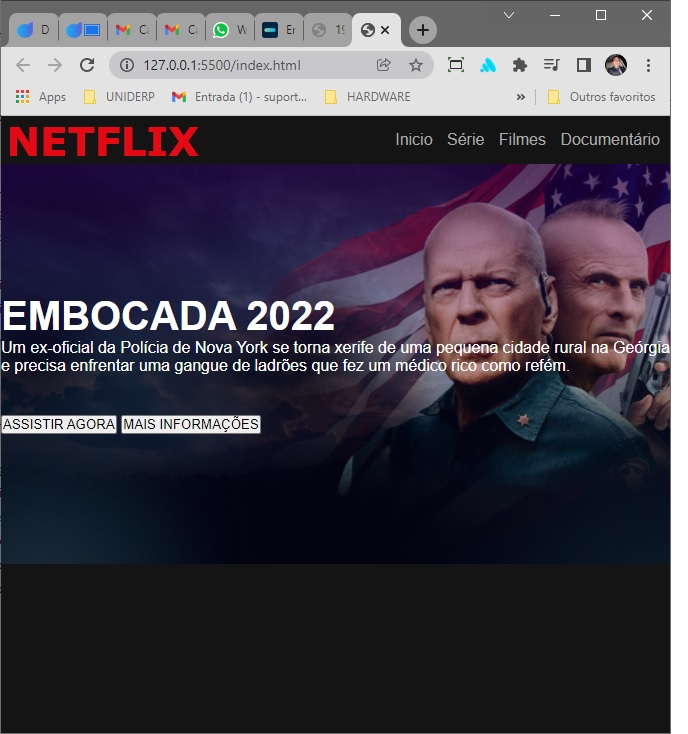 D
C
C
W
Er
19
127.0.0.1:5500/index.html
Apps UNIDERP Entrada (1) - suport... HARDWARE » Outros favoritos
NETFLIX Inicio Série Filmes Documentário
EMBOCADA 2022
Um ex-oficial da Polícia de Nova York se torna xerife de uma pequena cidade rural na Geórgia
e precisa enfrentar uma gangue de ladrões que fez um médico rico como refém.
ASSISTIR AGORA MAIS INFORMAÇÕES